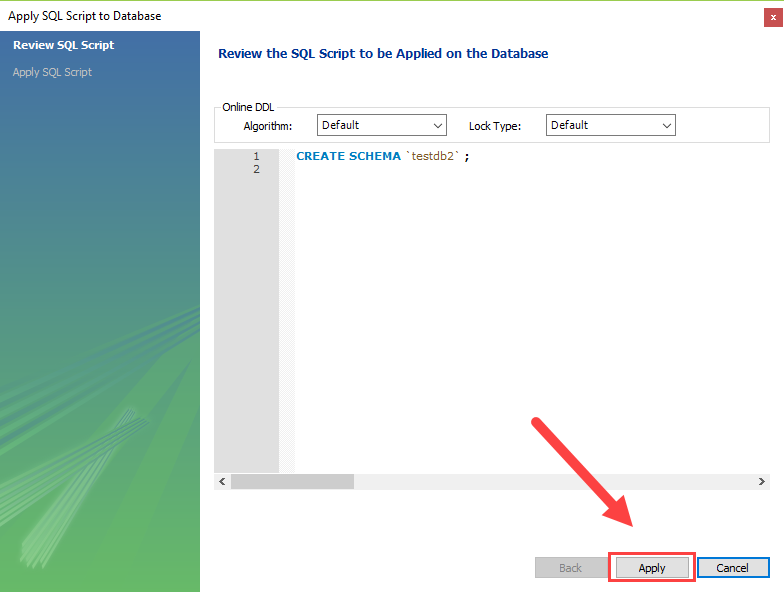 Apply SQL Script to Database
x
Review SQL Script
Apply SQL Script
Review the SQL Script to be Applied on the Database
Online DDL
Algorithm: Default Lock Type: Default
1 CREATE SCHEMA `testdb2` ;
2
Back Apply Cancel